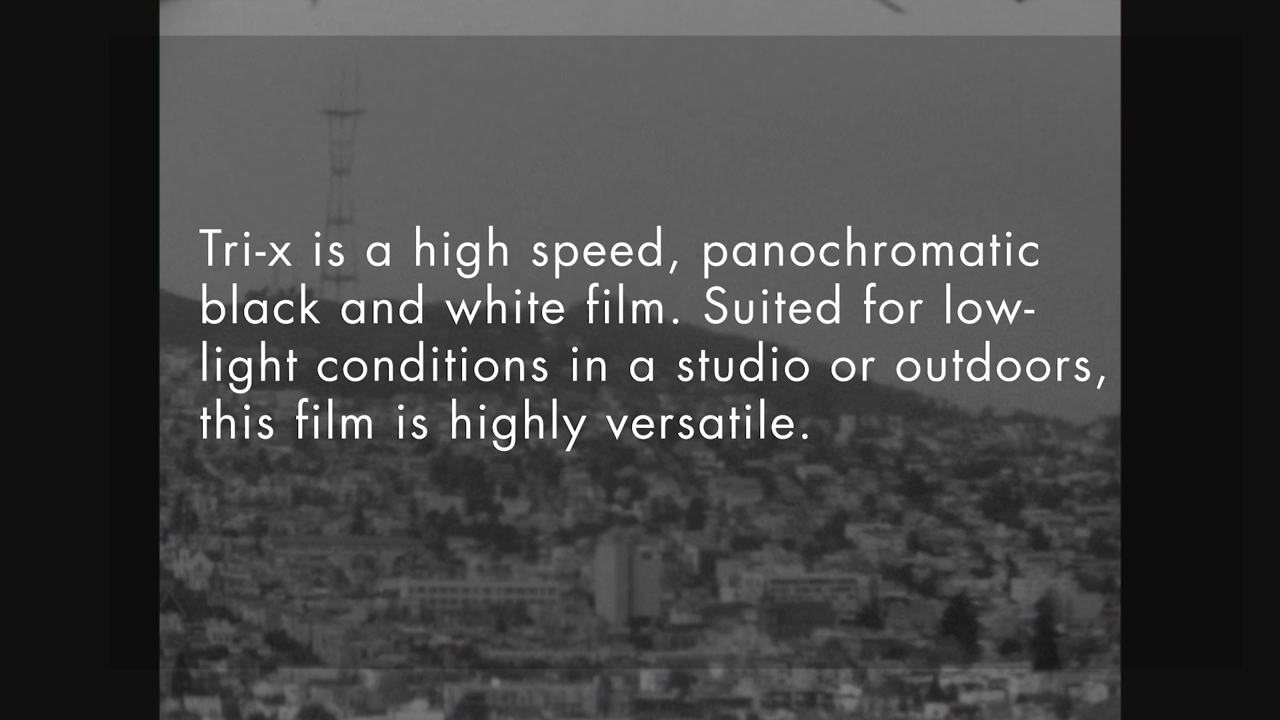 Tri-x is a high speed, panochromatic
black and white film. Suited for low-
light conditions in a studio or outdoors,
this film is highly versatile.